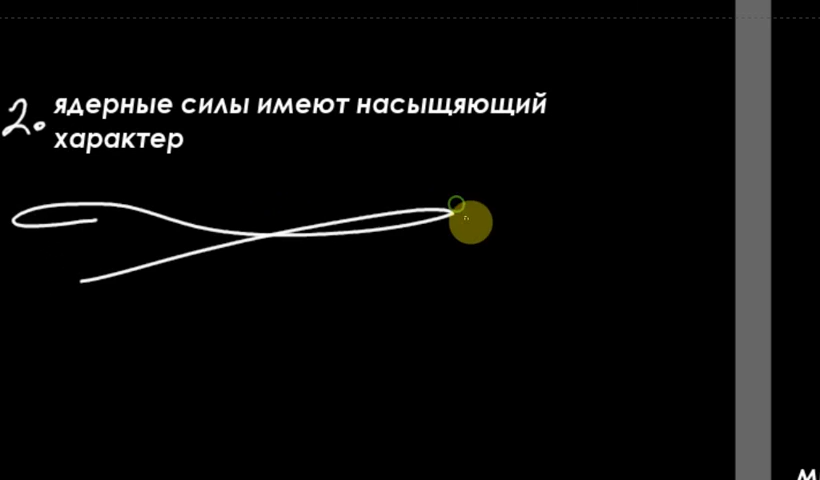 2. ядерные силы имеют насыщяющий
характер
м